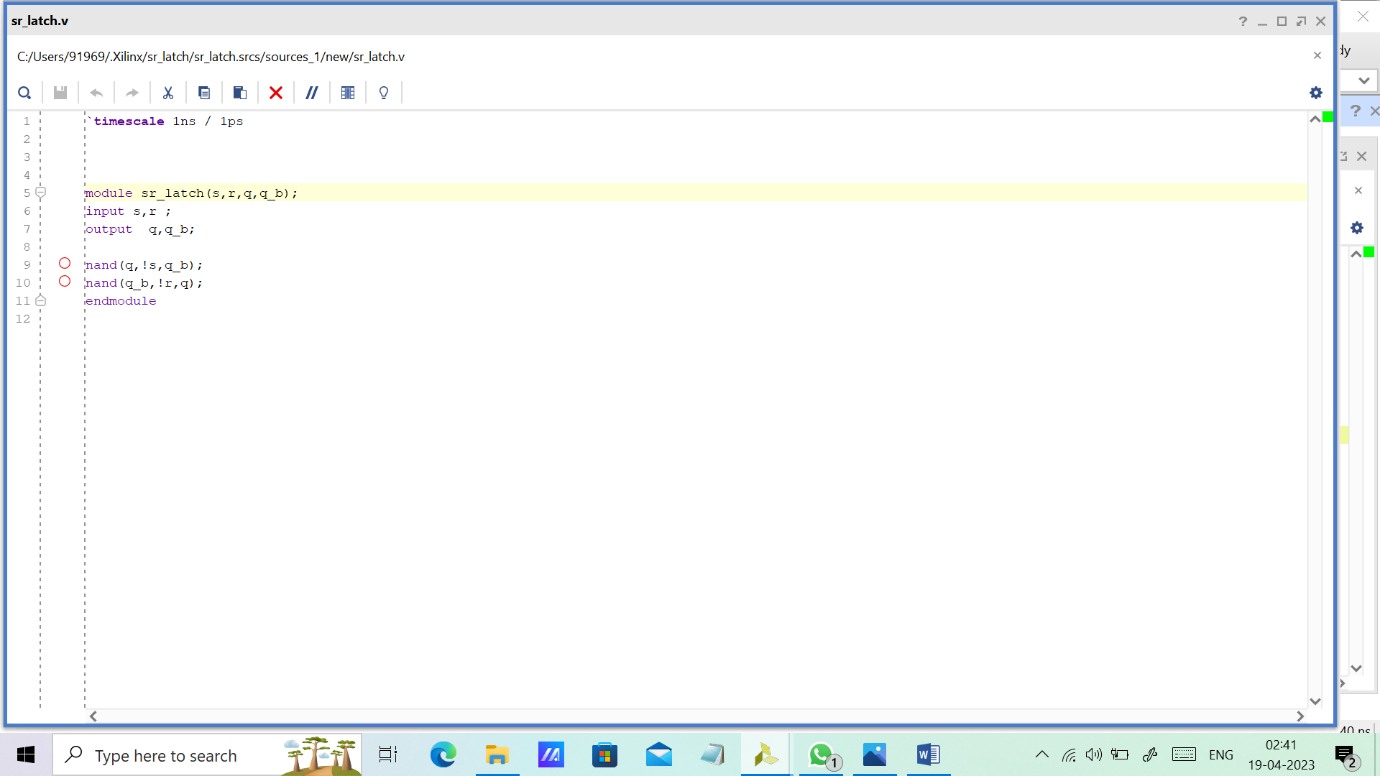 sr_latch.v
C:/Users/91969/.Xilinx/sr_latch/sr_latch.srcs/sources_1/new/sr_latch.v
1 `timescale 1ns / 1ps
2
3
4
5 module sr_latch(s,r,q,q_b);
6 input s,r ;
7 output  q,q_b;
8
9 nand(q,!s,q_b);
10 nand(q_b,!r,q);
11 endmodule
12
Type here to search
1
W
ENG
02:41
19-04-2023
2